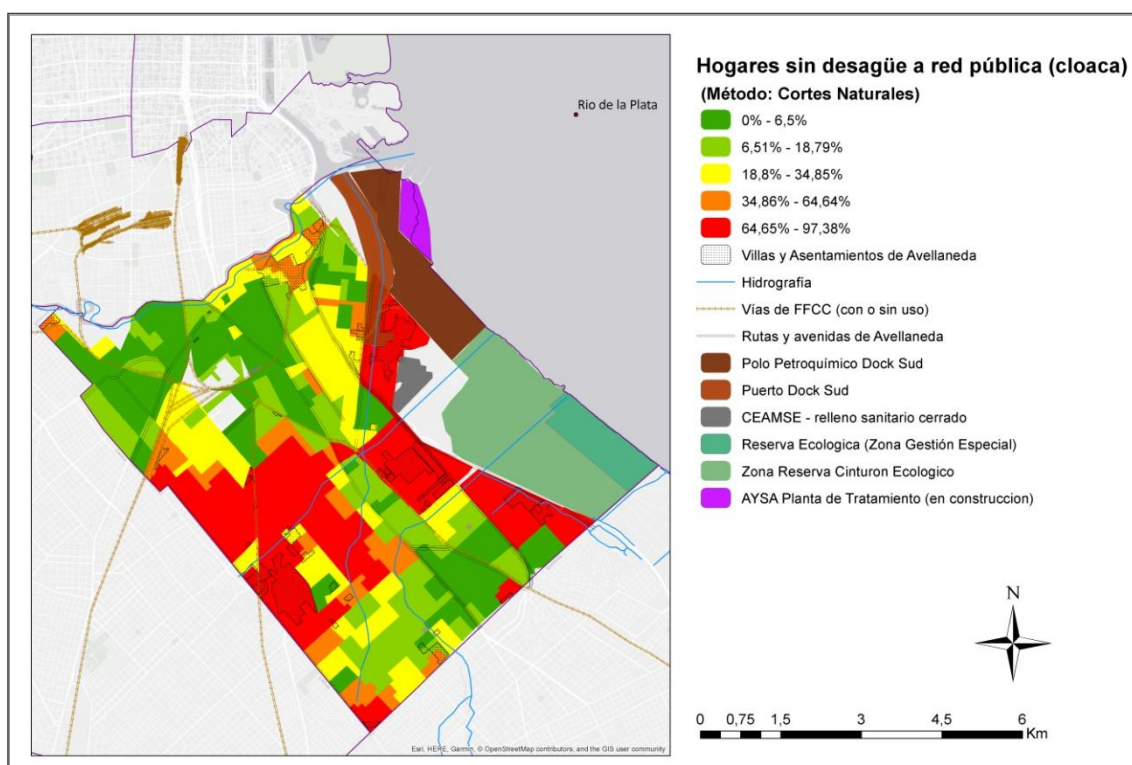 Rio de la Plata
Esri, HERE, Garmin, © OpenStreetMap contributors, and the GIS user community
Hogares sin desagüe a red pública (cloaca)
(Método: Cortes Naturales)
0% - 6,5%
6,51% - 18,79%
18,8% - 34,85%
34,86% - 64,64%
64,65% - 97,38%
Villas y Asentamientos de Avellaneda
Hidrografía
Vías de FFCC (con o sin uso)
Rutas y avenidas de Avellaneda
Polo Petroquímico Dock Sud
Puerto Dock Sud
CEAMSE - relleno sanitario cerrado
Reserva Ecologica (Zona Gestión Especial)
Zona Reserva Cinturon Ecologico
AYSA Planta de Tratamiento (en construccion)
N
0 0,75 1,5 3 4,5 6
Km